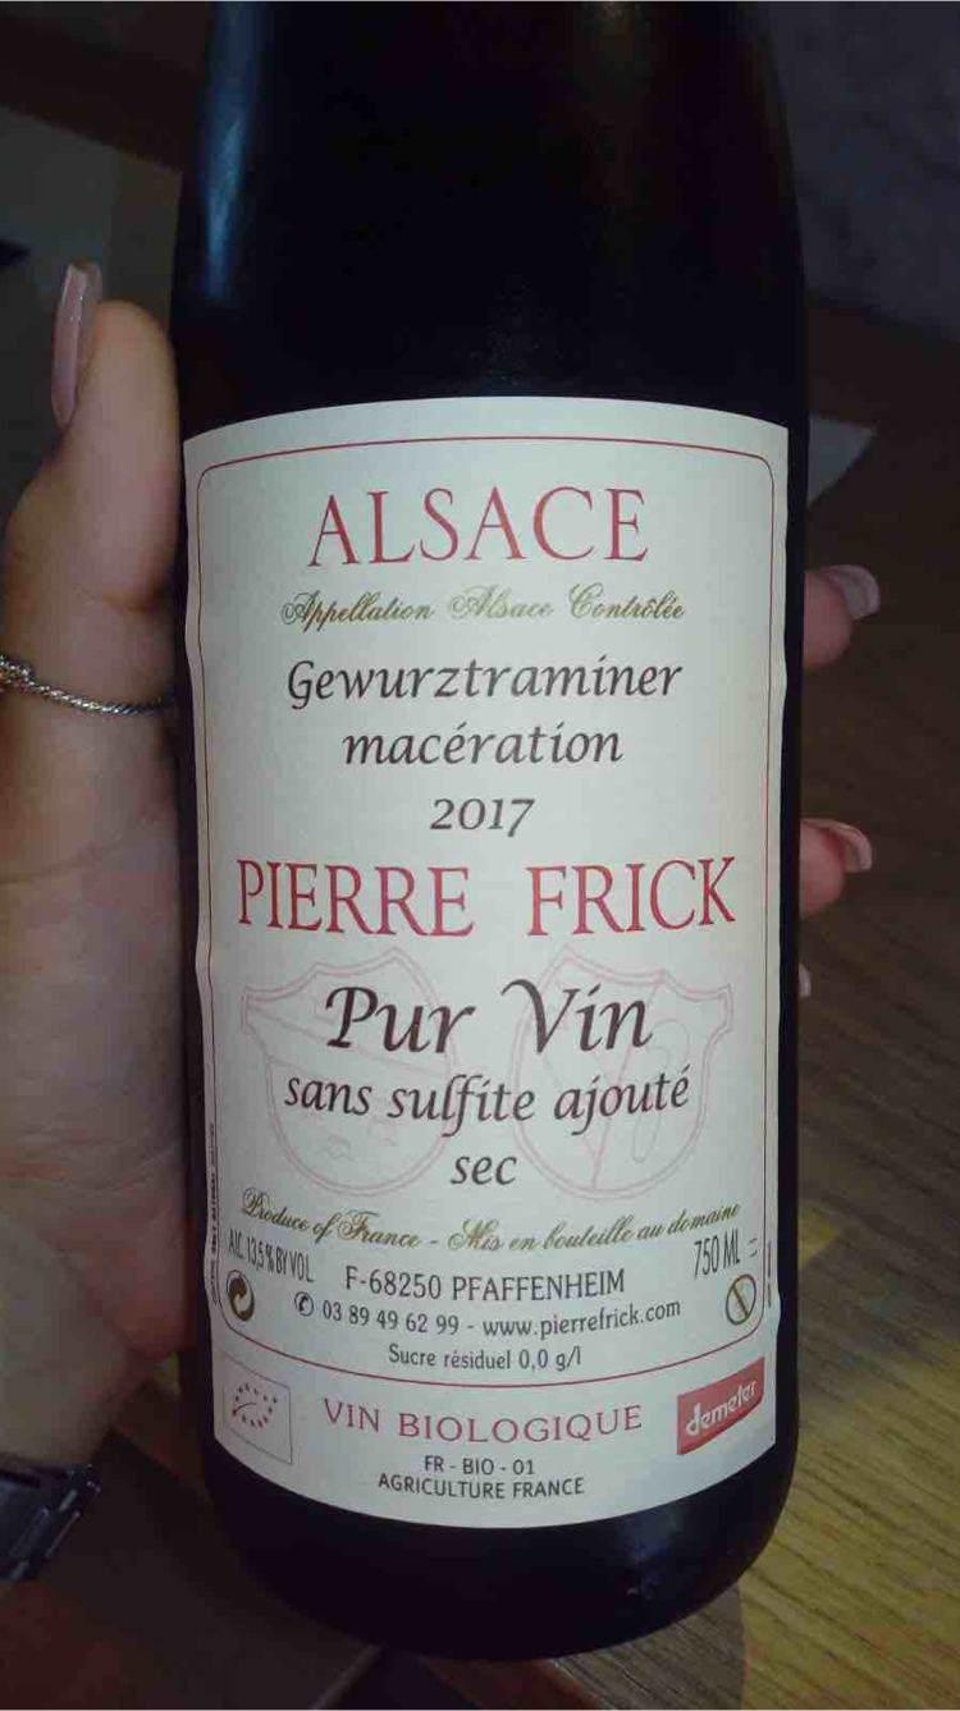 ALSACE
Appellation Alsace Contrôlée
Gewurztraminer
macération
2017
PIERRE FRICK
Pur Vin
sans sulfite ajouté
sec
Produce of France - Mis en bouteille au domaine
ALC. 13,5 % BY VOL
750 ML
F-68250 PFAFFENHEIM
✆ 03 89 49 62 99 - www.pierrefrick.com
Sucre résiduel 0,0 g/l
VIN BIOLOGIQUE
demeter
FR - BIO - 01
AGRICULTURE FRANCE